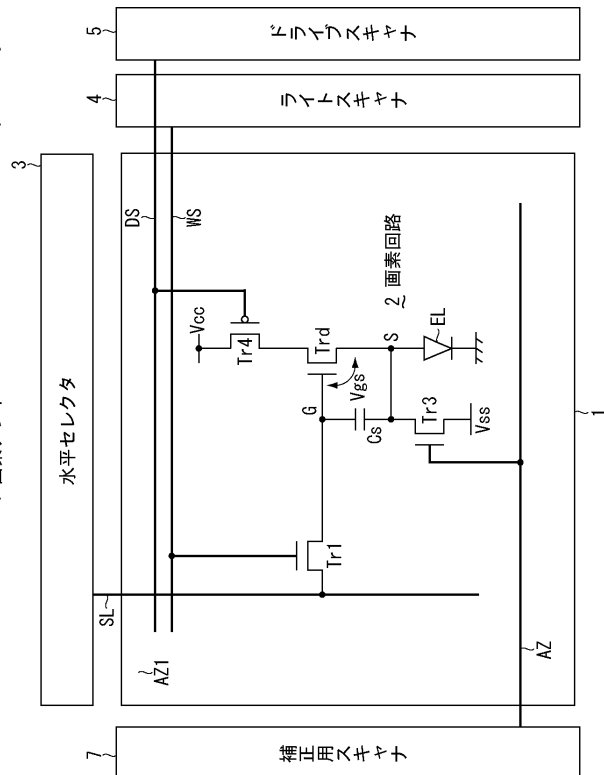 3
水平セレクタ
5
ドライブスキャナ
4
ライトスキャナ
7
補正用スキャナ
SL
DS
WS
AZ1
Vcc
Tr4
Trd
G
Vgs
Cs
S
2 画素回路
EL
Tr1
Tr3
Vss
AZ
1